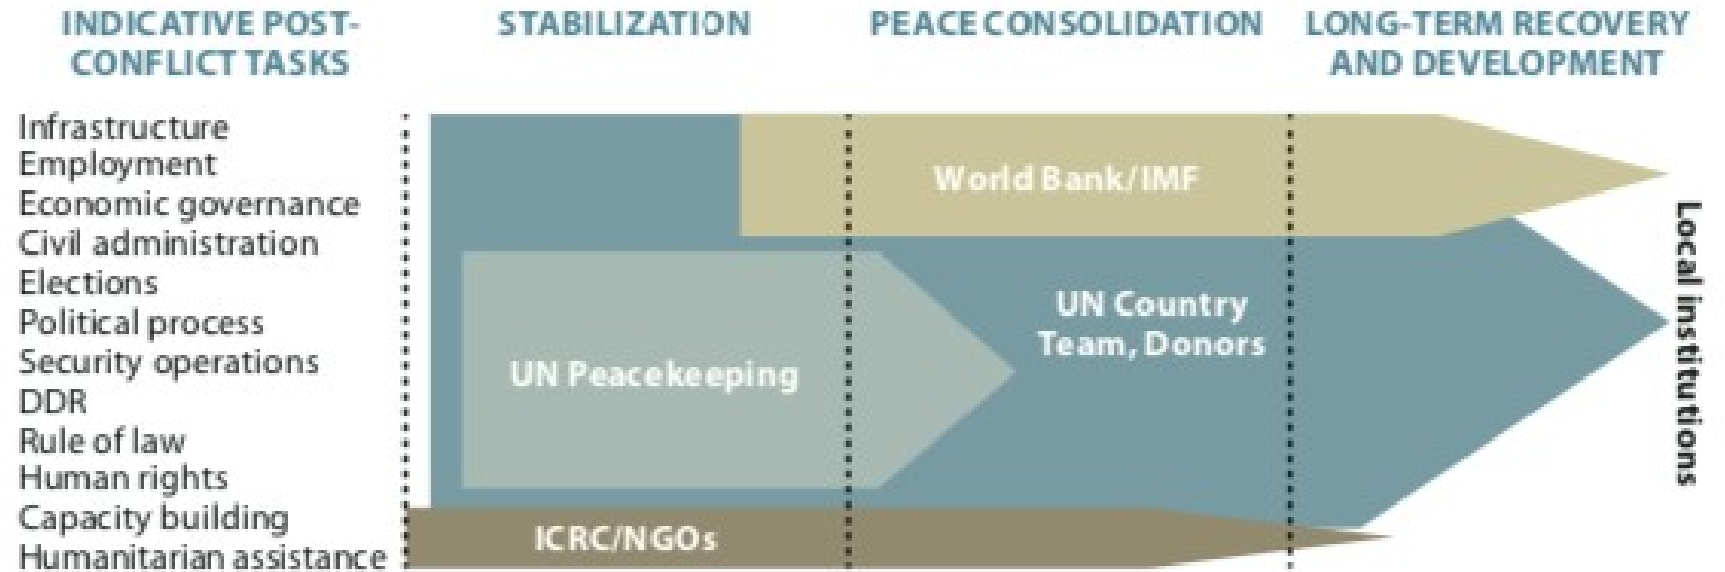 INDICATIVE POST-
CONFLICT TASKS
STABILIZATION
PEACE CONSOLIDATION
LONG-TERM RECOVERY
AND DEVELOPMENT
Infrastructure
Employment
Economic governance
Civil administration
Elections
Political process
Security operations
DDR
Rule of law
Human rights
Capacity building
Humanitarian assistance
World Bank/IMF
UN Country
Team, Donors
UN Peacekeeping
ICRC/NGOs
Local institutions